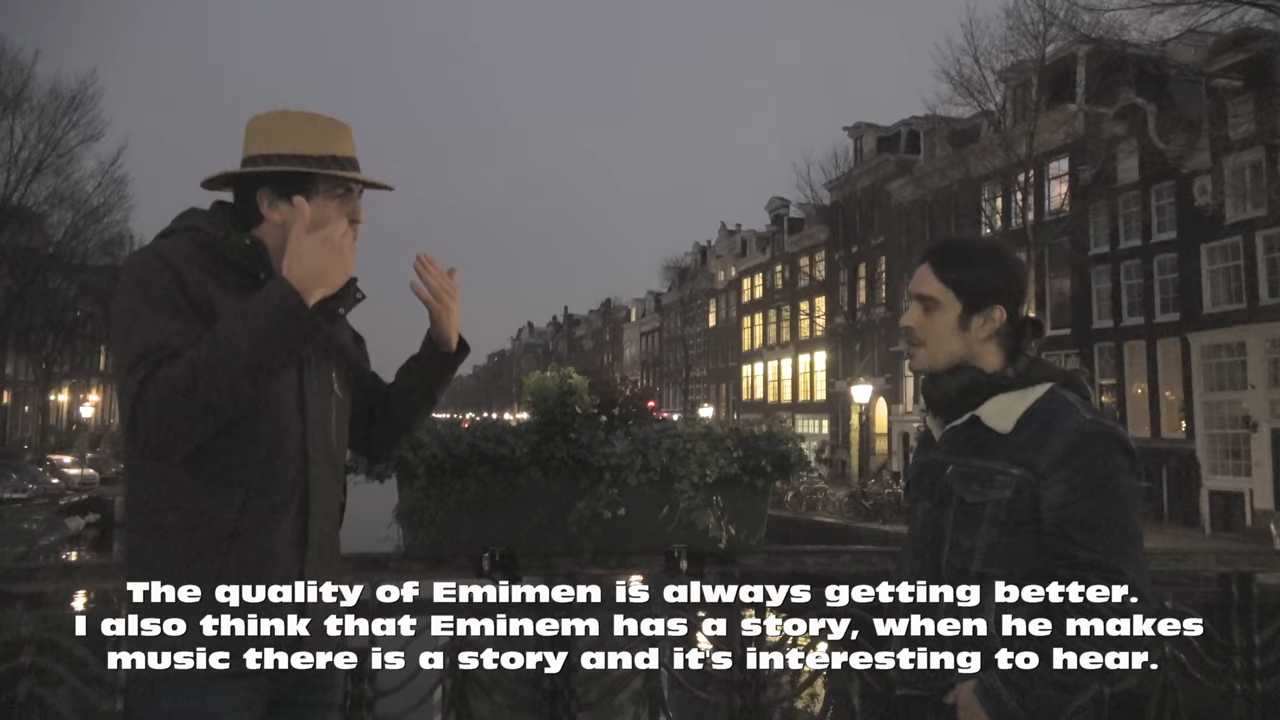 The quality of Emimen is always getting better.
I also think that Eminem has a story, when he makes
music there is a story and it's interesting to hear.